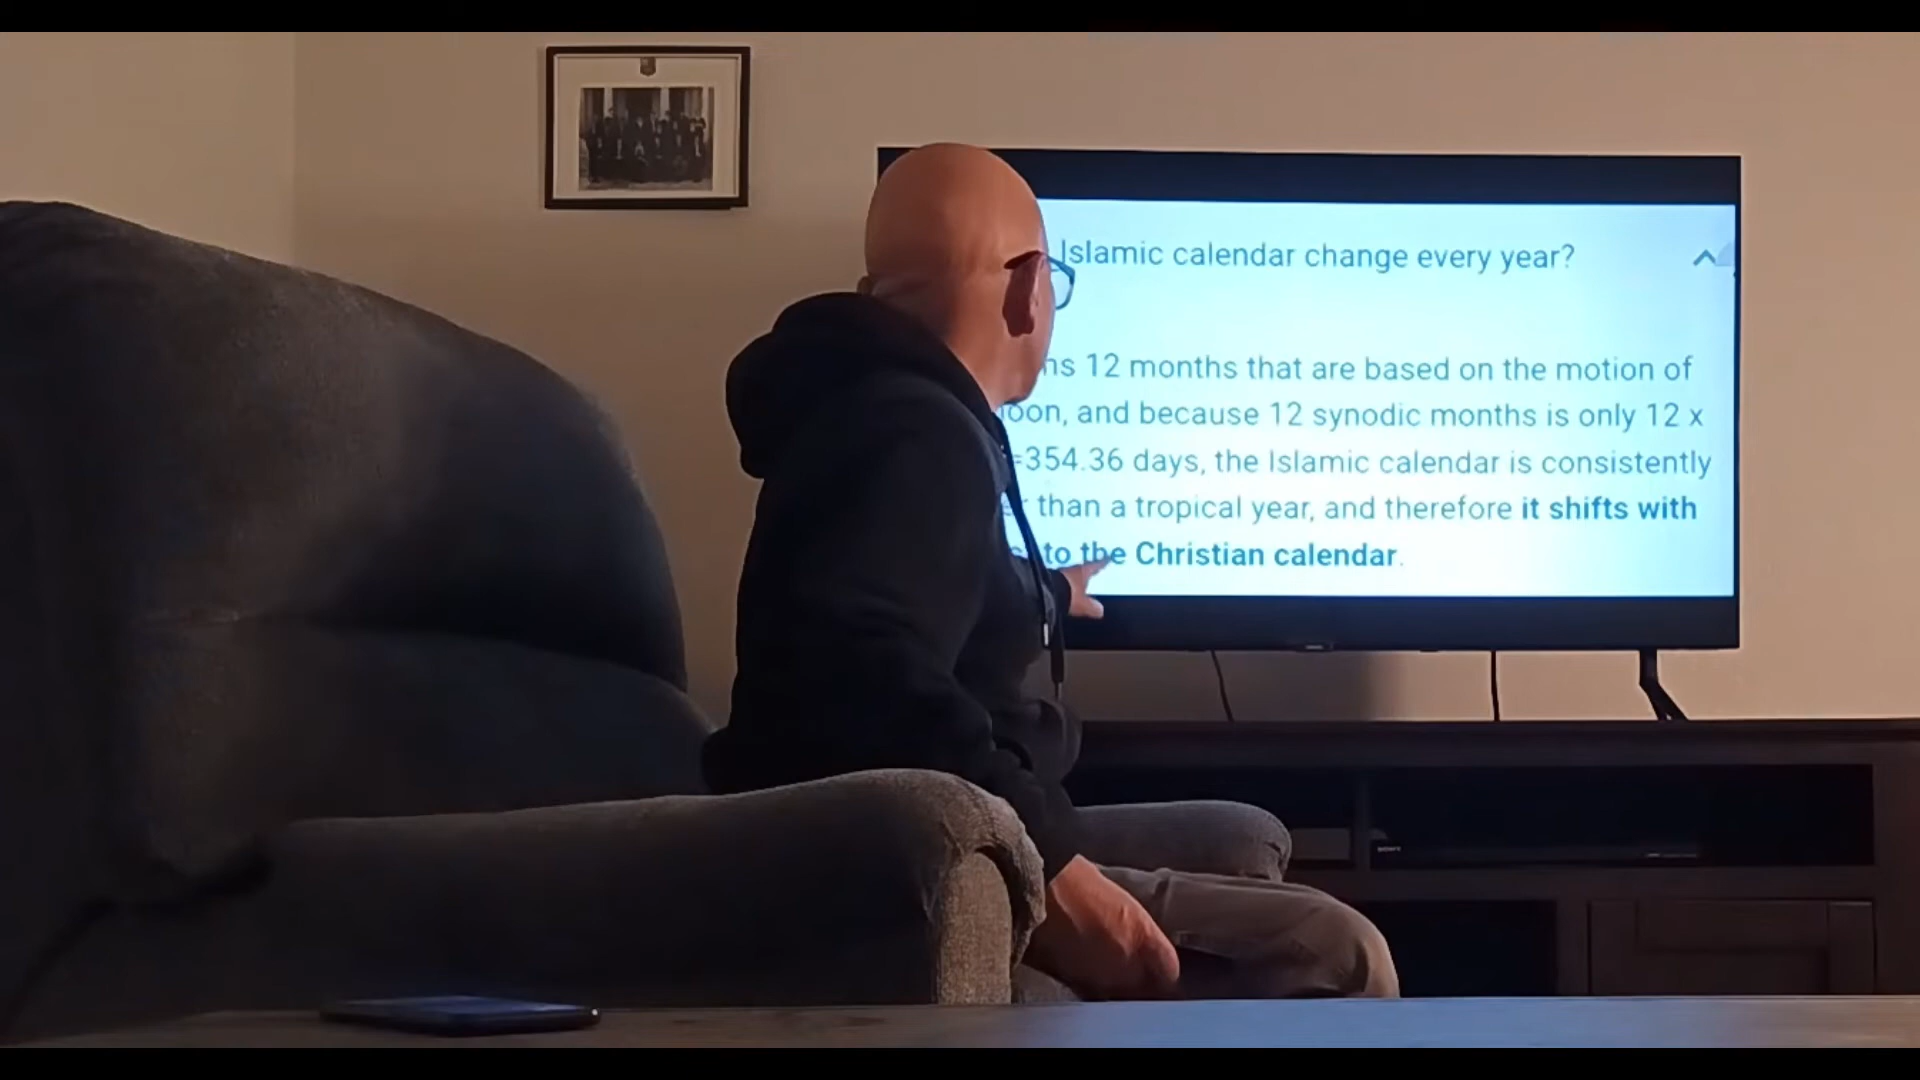 Islamic calendar change every year?
12 months that are based on the motion of
and because 12 synodic months is only 12 x
=354.36 days, the Islamic calendar is consistently
than a tropical year, and therefore it shifts with
to the Christian calendar.
SONY